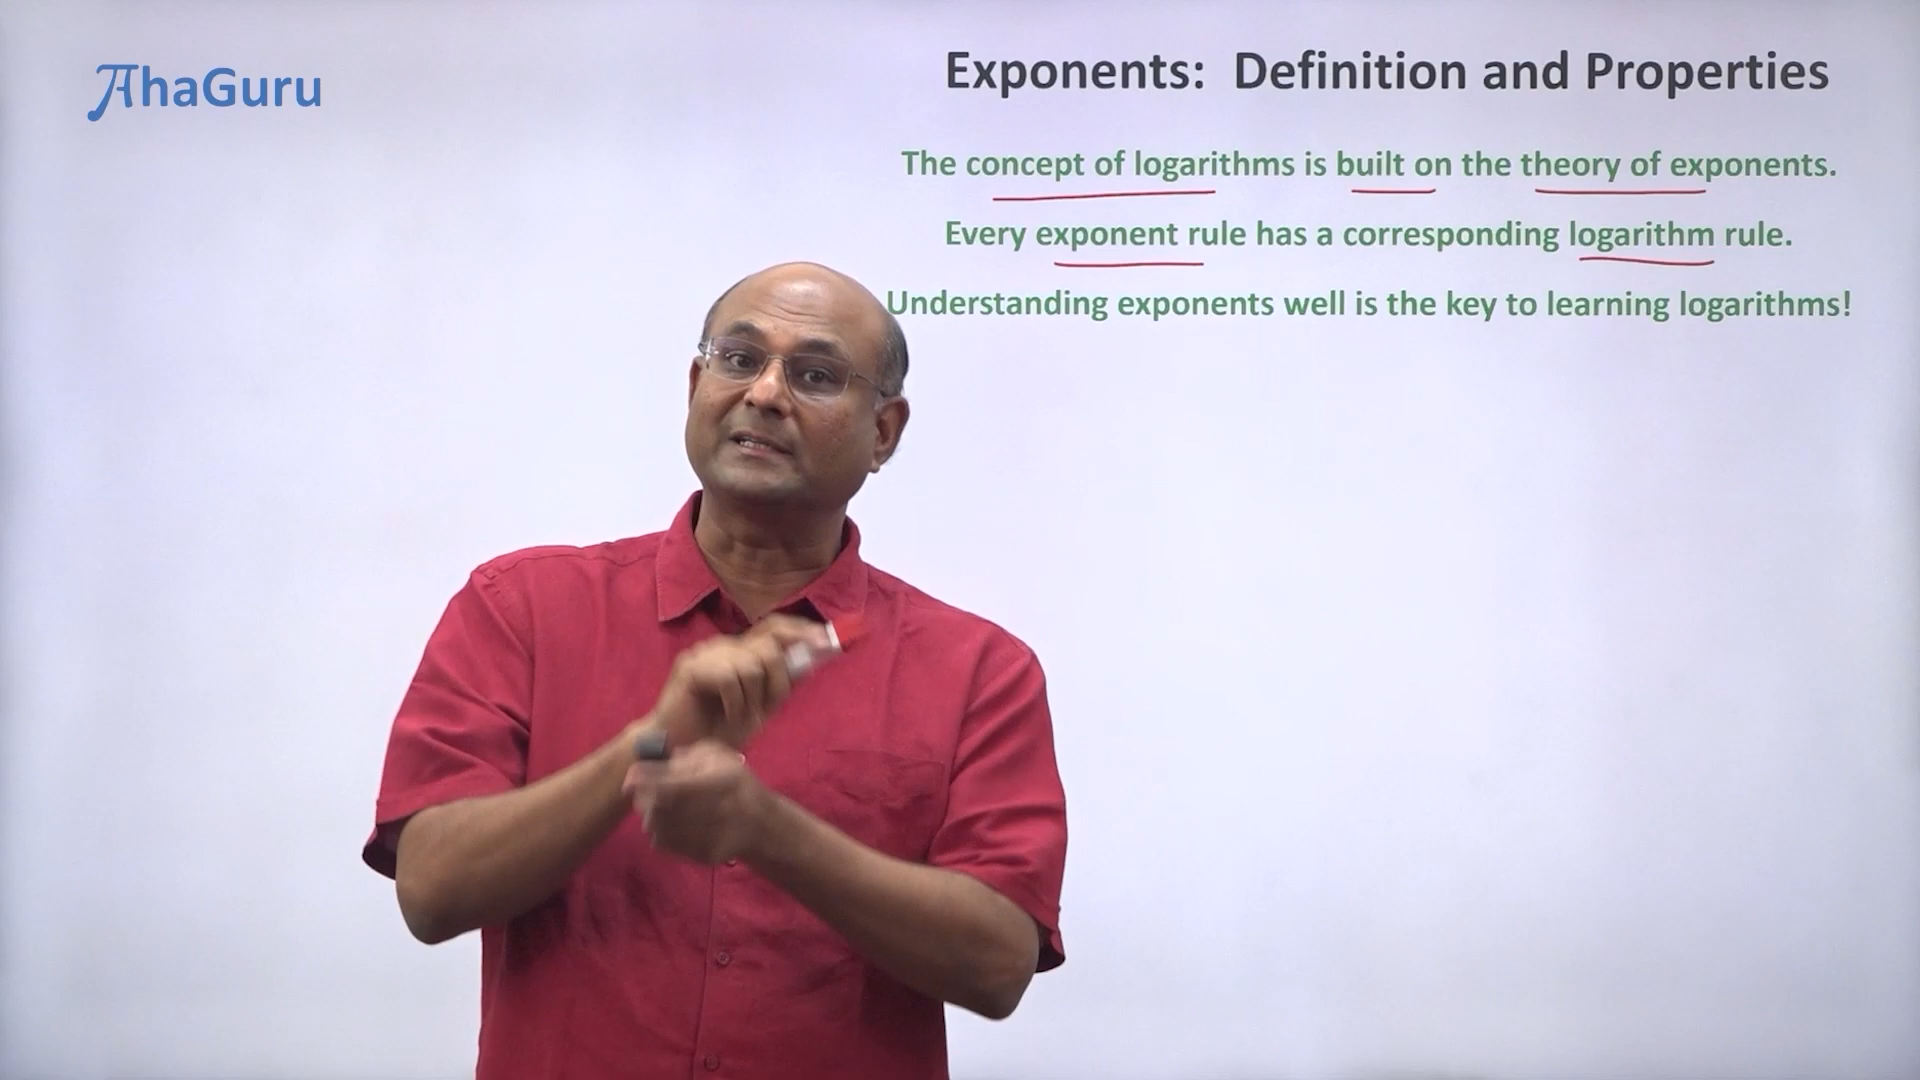 AhaGuru
Exponents: Definition and Properties
The concept of logarithms is built on the theory of exponents.
Every exponent rule has a corresponding logarithm rule.
Understanding exponents well is the key to learning logarithms!